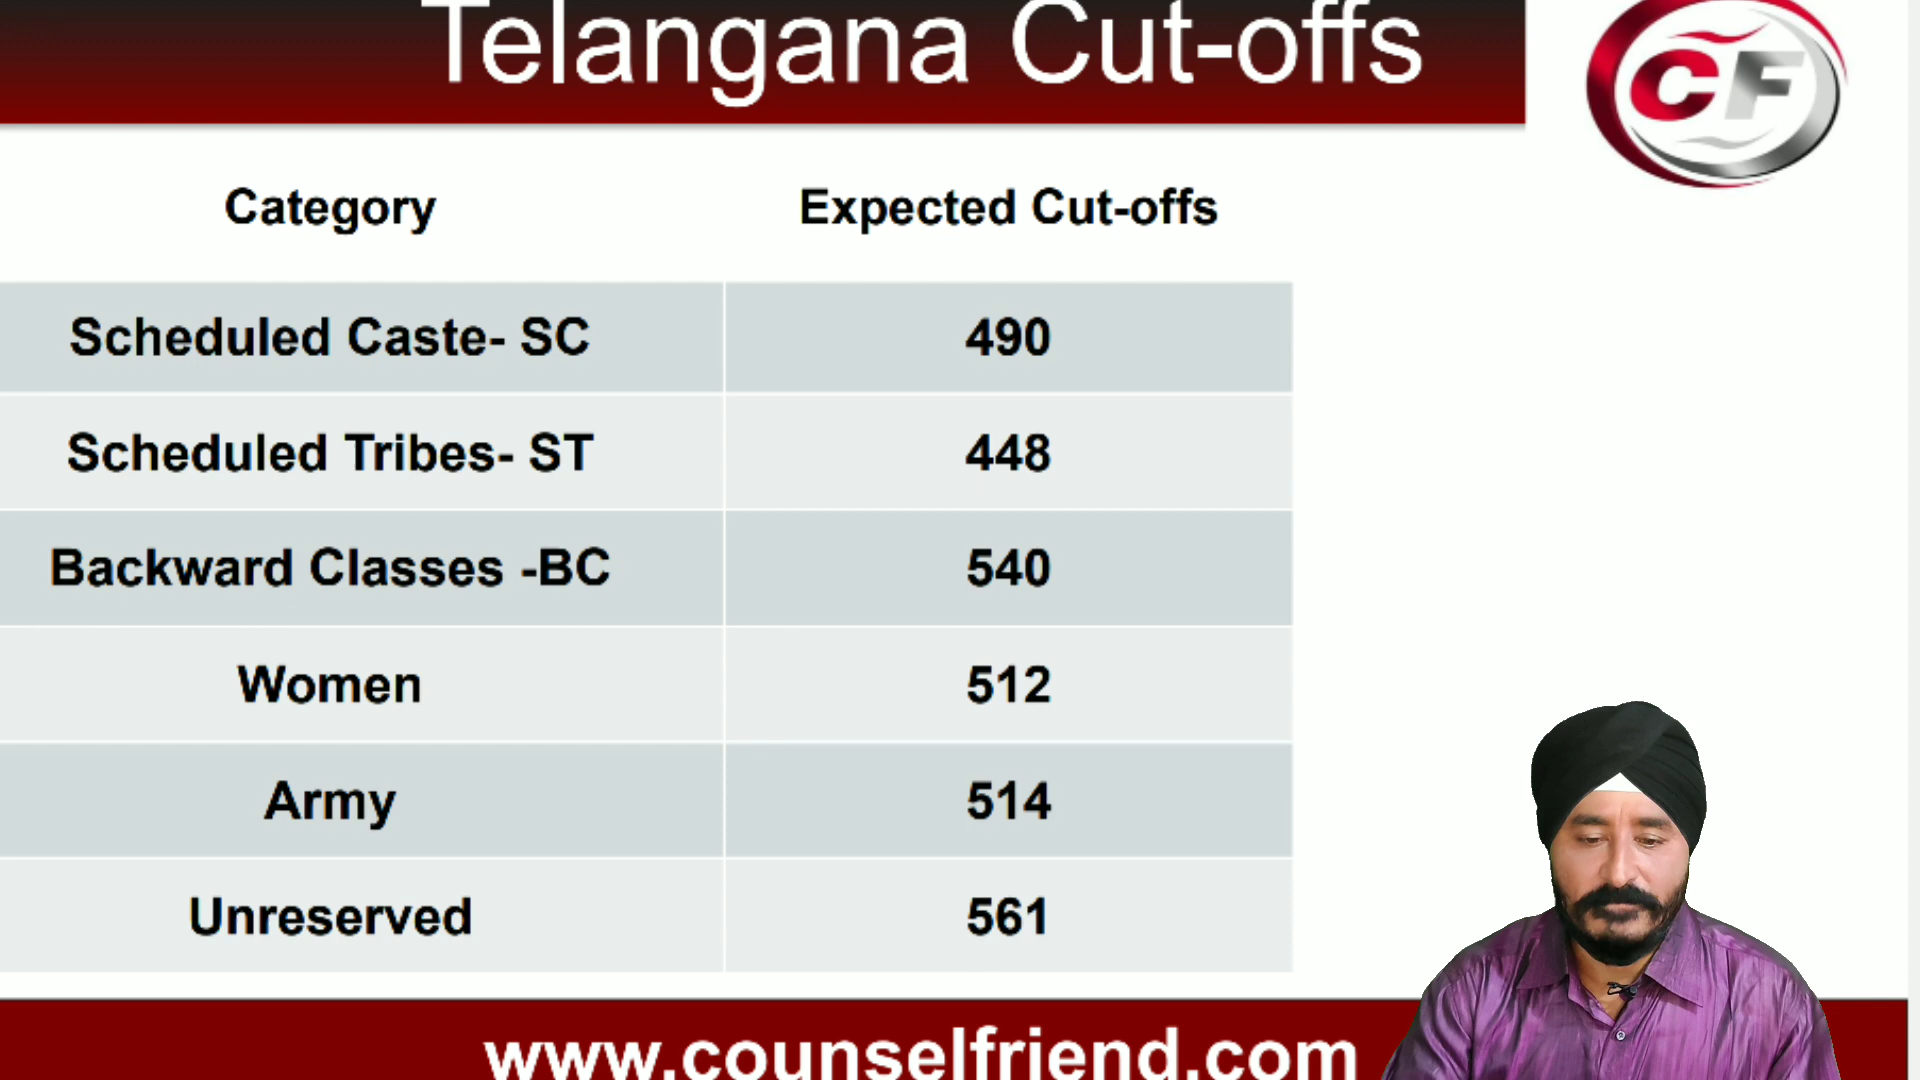 Telangana Cut-offs
CF
Category Expected Cut-offs
Scheduled Caste- SC 490
Scheduled Tribes- ST 448
Backward Classes -BC 540
Women 512
Army 514
Unreserved 561
www.counselfriend.com